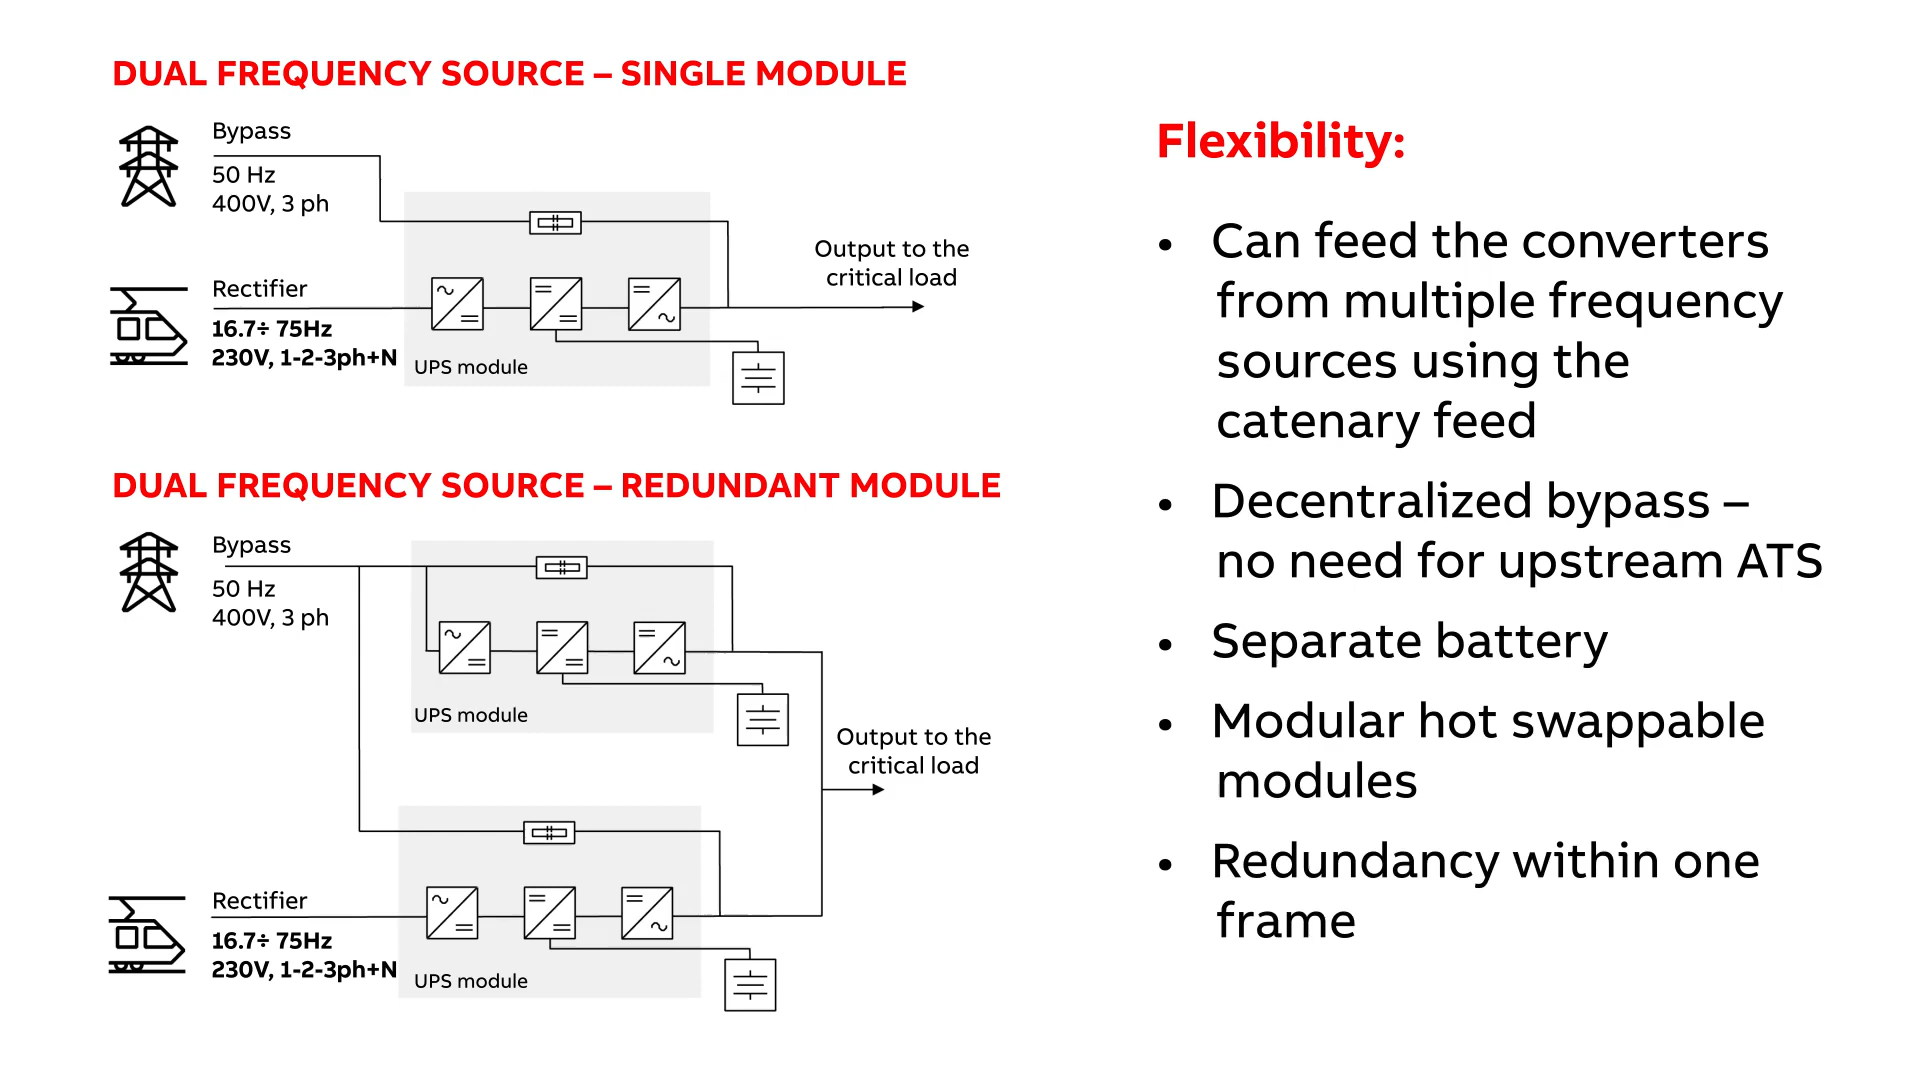 DUAL FREQUENCY SOURCE – SINGLE MODULE
Bypass
50 Hz
400V, 3 ph
Rectifier
16.7÷ 75Hz
230V, 1-2-3ph+N
UPS module
Output to the
critical load
DUAL FREQUENCY SOURCE – REDUNDANT MODULE
Bypass
50 Hz
400V, 3 ph
UPS module
Output to the
critical load
Rectifier
16.7÷ 75Hz
230V, 1-2-3ph+N
UPS module
Flexibility:
• Can feed the converters
from multiple frequency
sources using the
catenary feed
• Decentralized bypass –
no need for upstream ATS
• Separate battery
• Modular hot swappable
modules
• Redundancy within one
frame